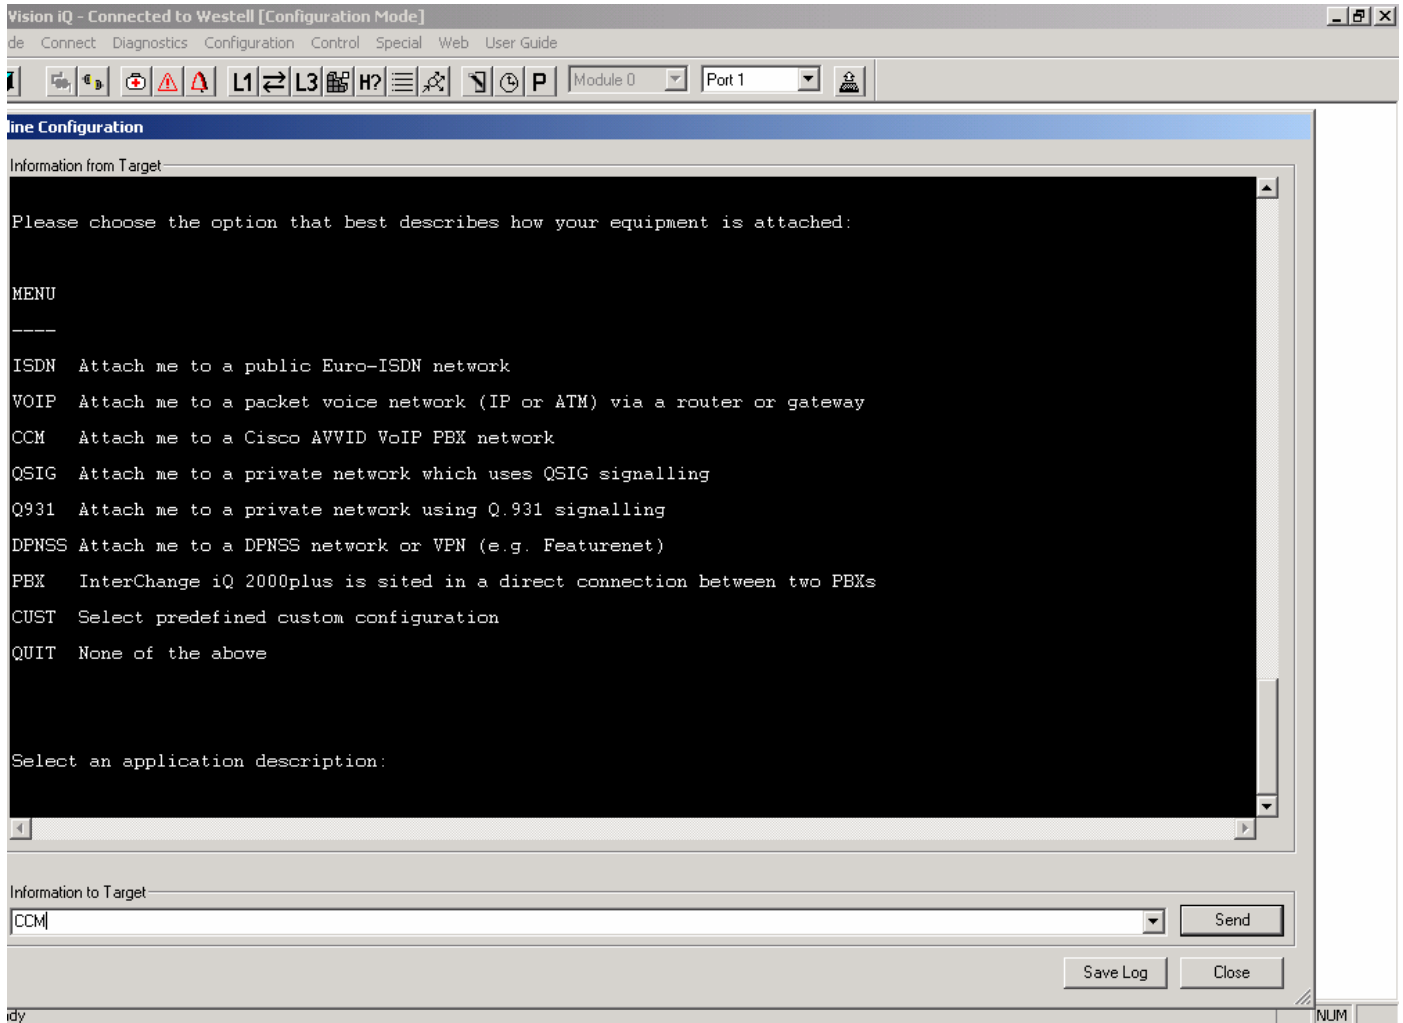 Vision iQ - Connected to Westell [Configuration Mode]
de Connect Diagnostics Configuration Control Special Web User Guide
L1 L3 H? P Module 0 Port 1
line Configuration
Information from Target
Please choose the option that best describes how your equipment is attached:
MENU
----
ISDN Attach me to a public Euro-ISDN network
VOIP Attach me to a packet voice network (IP or ATM) via a router or gateway
CCM Attach me to a Cisco AVVID VoIP PBX network
QSIG Attach me to a private network which uses QSIG signalling
Q931 Attach me to a private network using Q.931 signalling
DPNSS Attach me to a DPNSS network or VPN (e.g. Featurenet)
PBX InterChange iQ 2000plus is sited in a direct connection between two PBXs
CUST Select predefined custom configuration
QUIT None of the above
Select an application description:
Information to Target
CCM
Send
Save Log Close
dy NUM